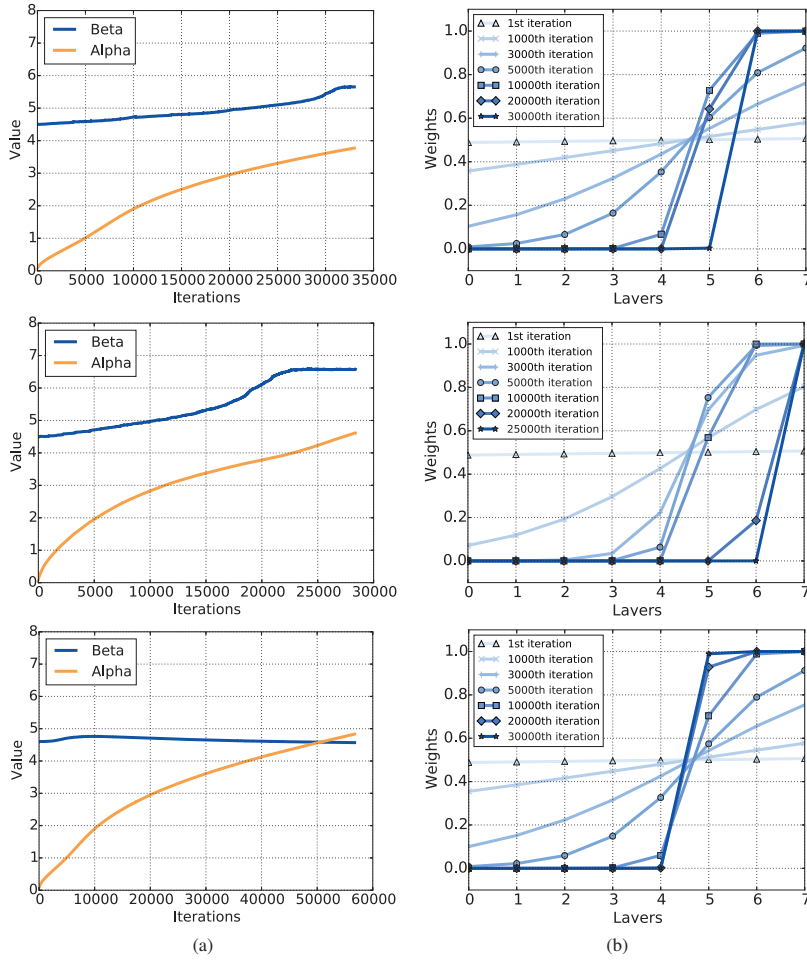 8
7
6
5
4
3
2
1
0
Value
Beta
Alpha
0 5000 10000 15000 20000 25000 30000 35000
Iterations
1.0
0.8
0.6
0.4
0.2
0.0
Weights
1st iteration
1000th iteration
3000th iteration
5000th iteration
10000th iteration
20000th iteration
30000th iteration
0 1 2 3 4 5 6 7
Lavers
8
7
6
5
4
3
2
1
0
Value
Beta
Alpha
0 5000 10000 15000 20000 25000 30000
Iterations
1.0
0.8
0.6
0.4
0.2
0.0
Weights
1st iteration
1000th iteration
3000th iteration
5000th iteration
10000th iteration
20000th iteration
25000th iteration
0 1 2 3 4 5 6 7
Lavers
8
7
6
5
4
3
2
1
0
Value
Beta
Alpha
0 10000 20000 30000 40000 50000 60000
Iterations
1.0
0.8
0.6
0.4
0.2
0.0
Weights
1st iteration
1000th iteration
3000th iteration
5000th iteration
10000th iteration
20000th iteration
30000th iteration
0 1 2 3 4 5 6 7
Lavers
(a)
(b)